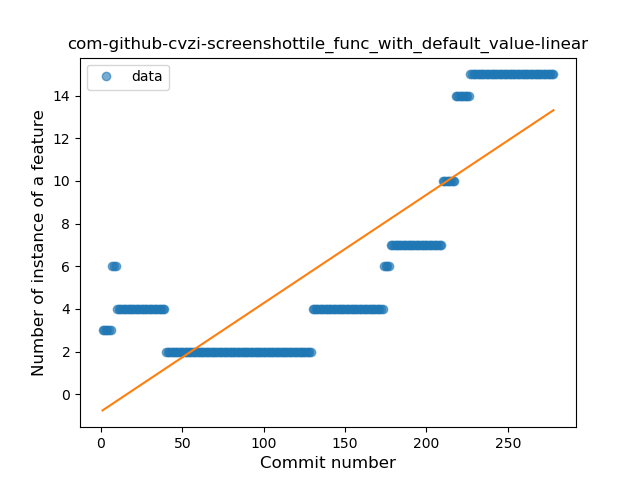 com-github-cvzi-screenshottile_func_with_default_value-linear
data
14
12
10
8
6
4
2
0
Number of instance of a feature
0 50 100 150 200 250
Commit number